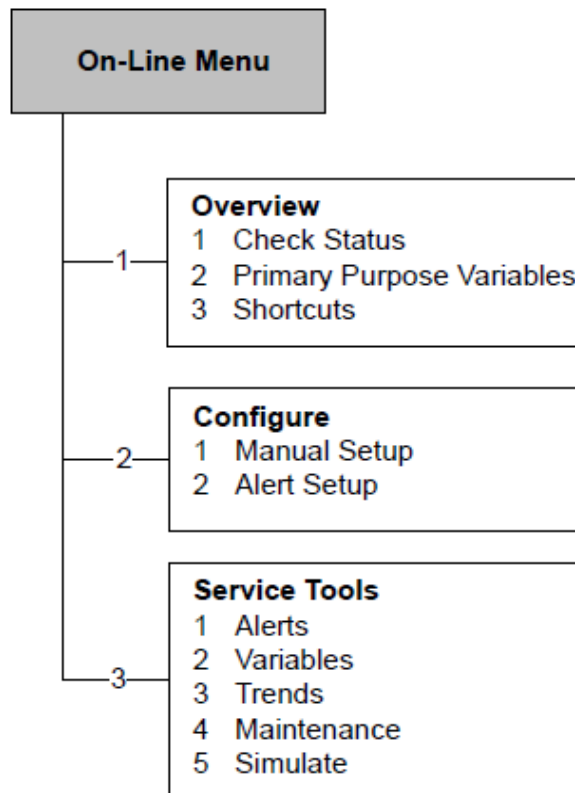 On-Line Menu
1
Overview
1 Check Status
2 Primary Purpose Variables
3 Shortcuts
2
Configure
1 Manual Setup
2 Alert Setup
3
Service Tools
1 Alerts
2 Variables
3 Trends
4 Maintenance
5 Simulate